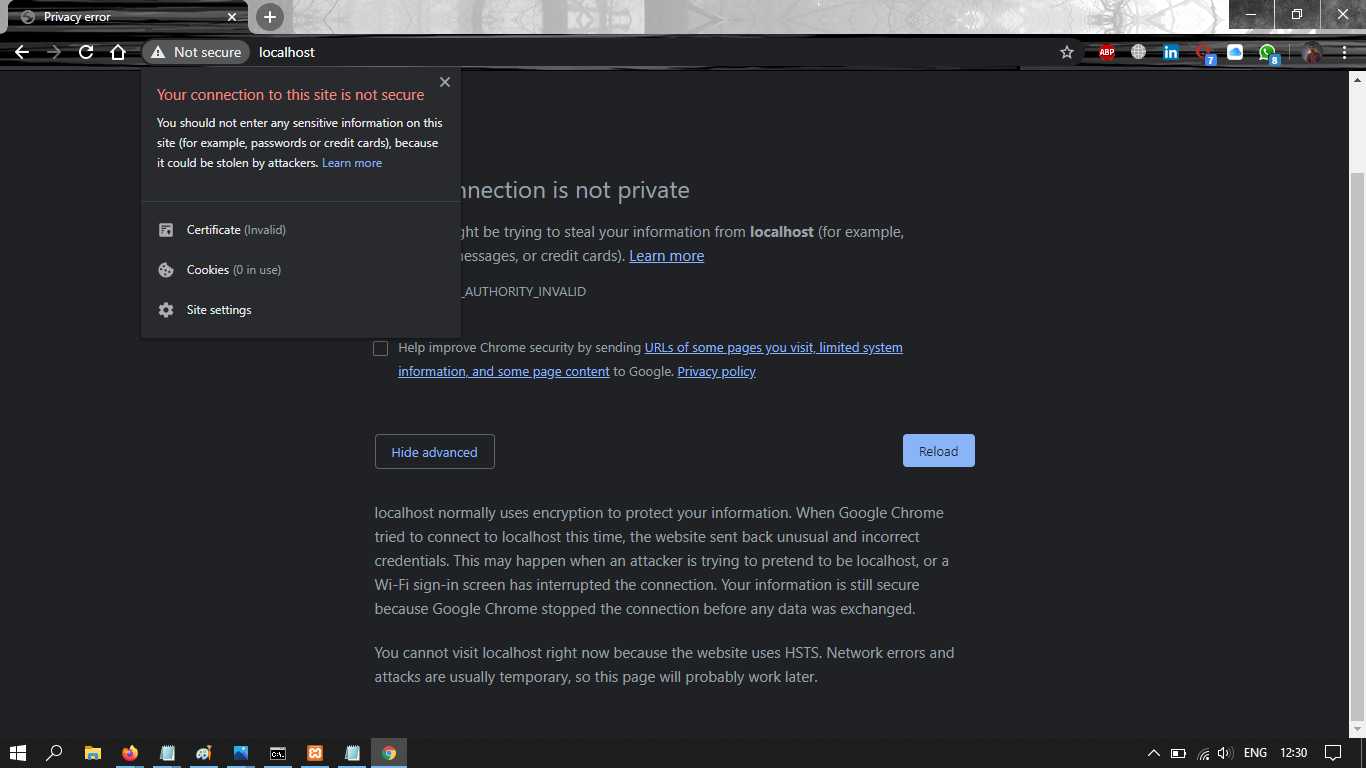 Privacy error
Not secure
localhost
ABP
7
8
Your connection to this site is not secure
You should not enter any sensitive information on this
site (for example, passwords or credit cards), because
it could be stolen by attackers. Learn more
Certificate (Invalid)
Cookies (0 in use)
Site settings
nnection is not private
ght be trying to steal your information from localhost (for example,
essages, or credit cards). Learn more
_AUTHORITY_INVALID
Help improve Chrome security by sending URLs of some pages you visit, limited system
information, and some page content to Google. Privacy policy
Hide advanced
Reload
localhost normally uses encryption to protect your information. When Google Chrome
tried to connect to localhost this time, the website sent back unusual and incorrect
credentials. This may happen when an attacker is trying to pretend to be localhost, or a
Wi-Fi sign-in screen has interrupted the connection. Your information is still secure
because Google Chrome stopped the connection before any data was exchanged.
You cannot visit localhost right now because the website uses HSTS. Network errors and
attacks are usually temporary, so this page will probably work later.
ENG
12:30